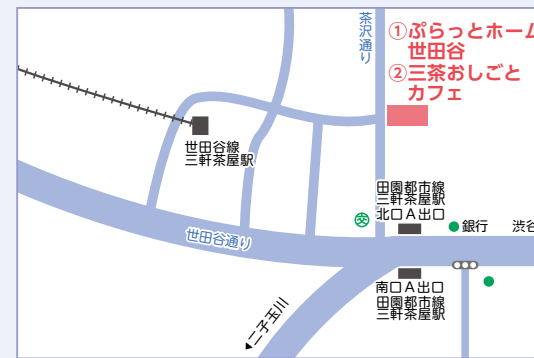 茶沢通り
①ぷらっとホーム
世田谷
②三茶おしごと
カフェ
世田谷線
三軒茶屋駅
田園都市線
三軒茶屋駅
北口A出口
交
銀行
渋谷
世田谷通り
南口A出口
田園都市線
三軒茶屋駅
二子玉川